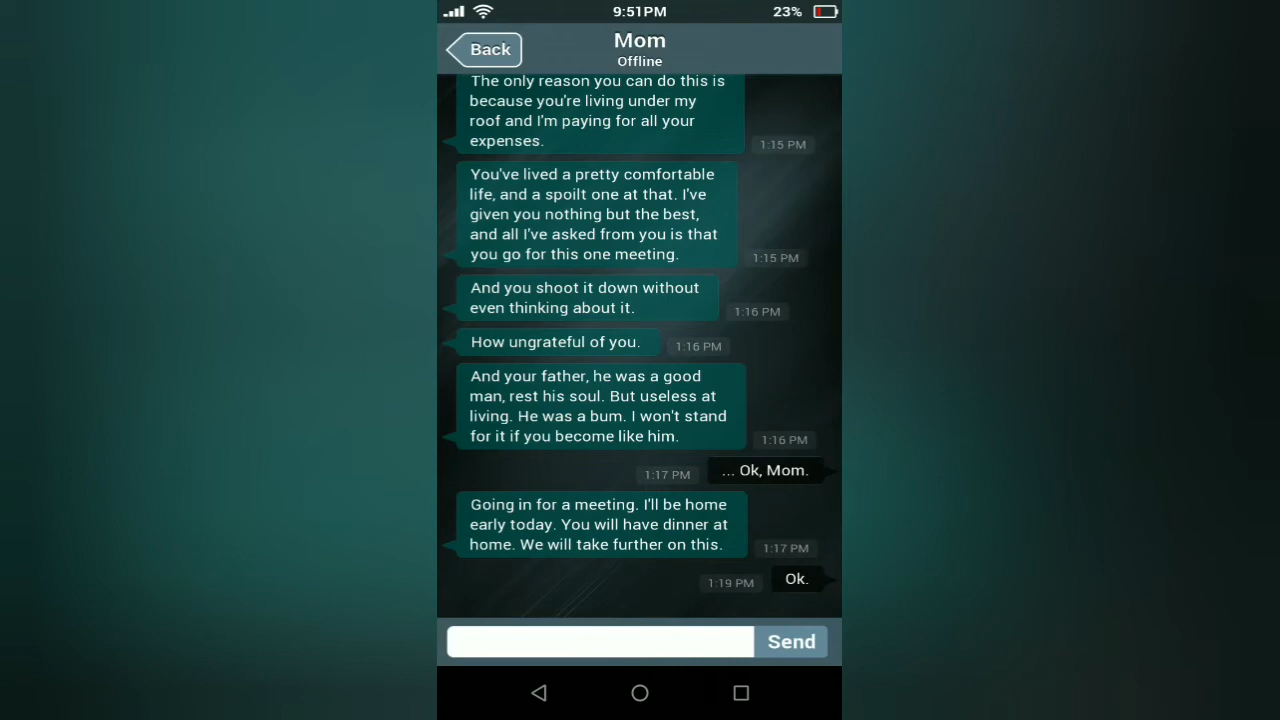 9:51PM
23%
Back
Mom
Offline
The only reason you can do this is
because you're living under my
roof and I'm paying for all your
expenses.
1:15 PM
You've lived a pretty comfortable
life, and a spoilt one at that. I've
given you nothing but the best,
and all I've asked from you is that
you go for this one meeting.
1:15 PM
And you shoot it down without
even thinking about it.
1:16 PM
How ungrateful of you.
1:16 PM
And your father, he was a good
man, rest his soul. But useless at
living. He was a bum. I won't stand
for it if you become like him.
1:16 PM
... Ok, Mom.
1:17 PM
Going in for a meeting. I'll be home
early today. You will have dinner at
home. We will take further on this.
1:17 PM
Ok.
1:19 PM
Send